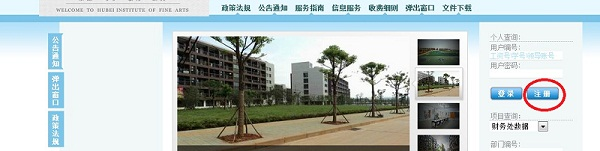 WELCOME TO HUBEI INSTITUTE OF FINE ARTS
政策法规 公告通知 服务指南 信息服务 收费细则 弹出窗口 文件下载
公告通知
弹出窗口
政策法规
个人查询:
用户编号:
用户密码:
登录 注册
项目查询:
财务处数据
部门编号: